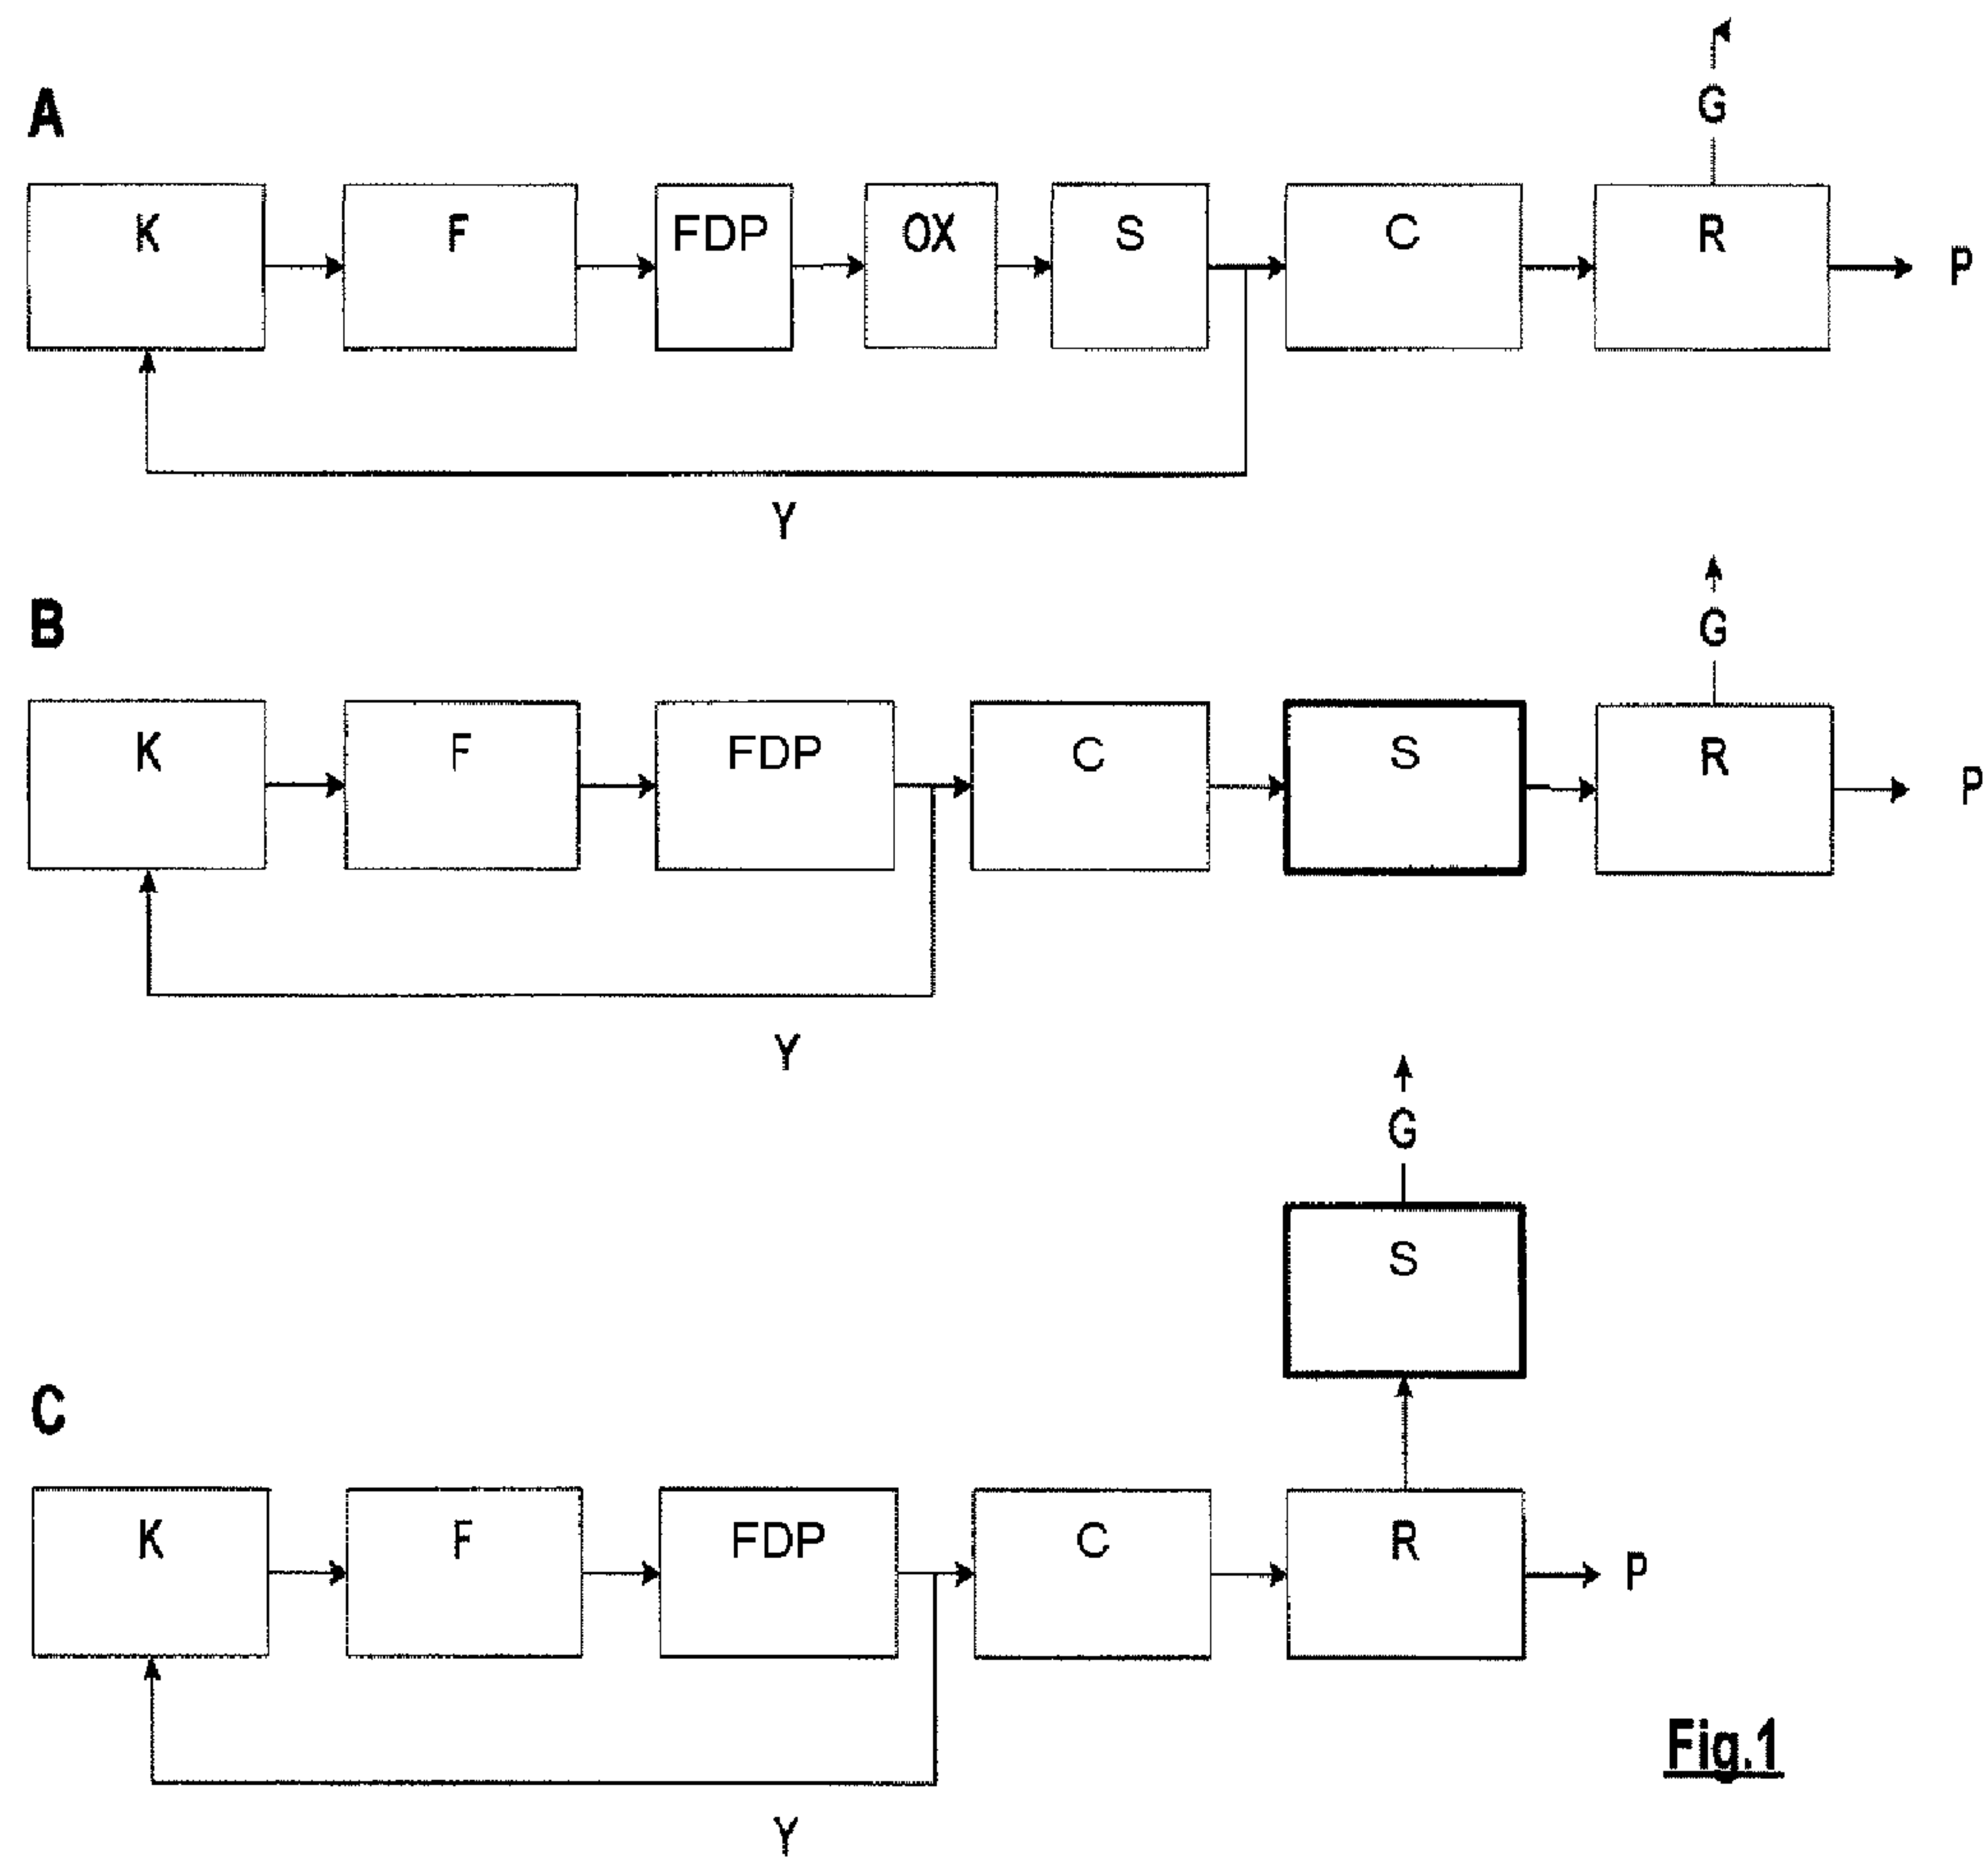 G
A
K F FDP OX S C R
P
Y
G
B
K F FDP C S R
P
Y
G
S
C
K F FDP C R
P
Fig.1
Y